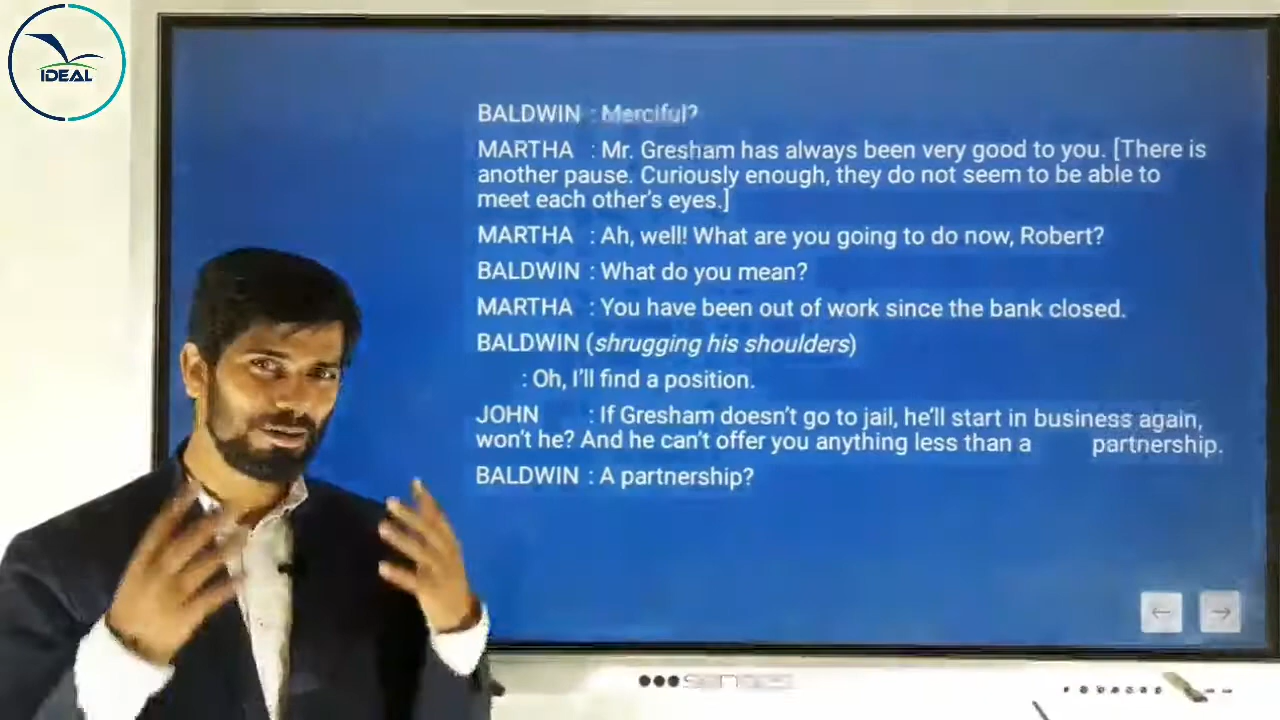 IDEAL
BALDWIN : Merciful?
MARTHA : Mr. Gresham has always been very good to you. [There is
another pause. Curiously enough, they do not seem to be able to
meet each other's eyes.]
MARTHA : Ah, well! What are you going to do now, Robert?
BALDWIN : What do you mean?
MARTHA : You have been out of work since the bank closed.
BALDWIN (shrugging his shoulders)
: Oh, I'll find a position.
JOHN : If Gresham doesn't go to jail, he'll start in business again,
won't he? And he can't offer you anything less than a partnership.
BALDWIN : A partnership?